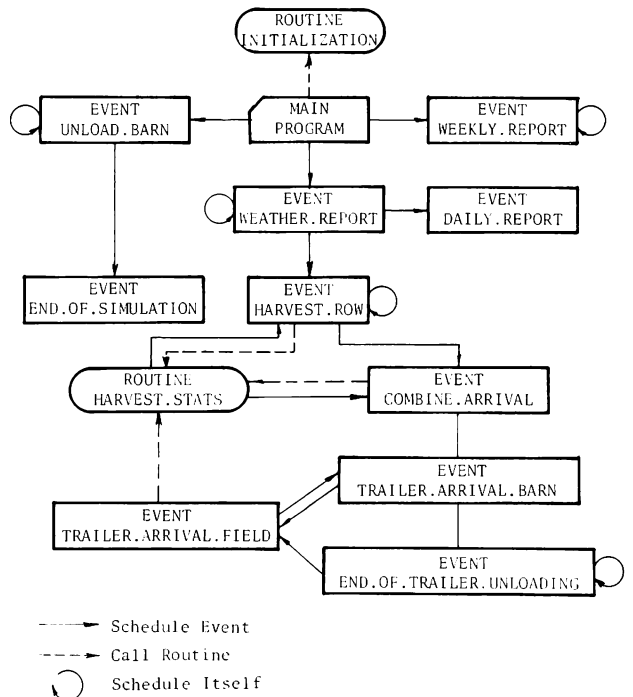 ROUTINE
INITIALIZATION
EVENT
UNLOAD.BARN
MAIN
PROGRAM
EVENT
WEEKLY.REPORT
EVENT
WEATHER.REPORT
EVENT
DAILY.REPORT
EVENT
END.OF.SIMULATION
EVENT
HARVEST.ROW
ROUTINE
HARVEST.STATS
EVENT
COMBINE.ARRIVAL
EVENT
TRAILER.ARRIVAL.BARN
EVENT
TRAILER.ARRIVAL.FIELD
EVENT
END.OF.TRAILER.UNLOADING
Schedule Event
Call Routine
Schedule Itself